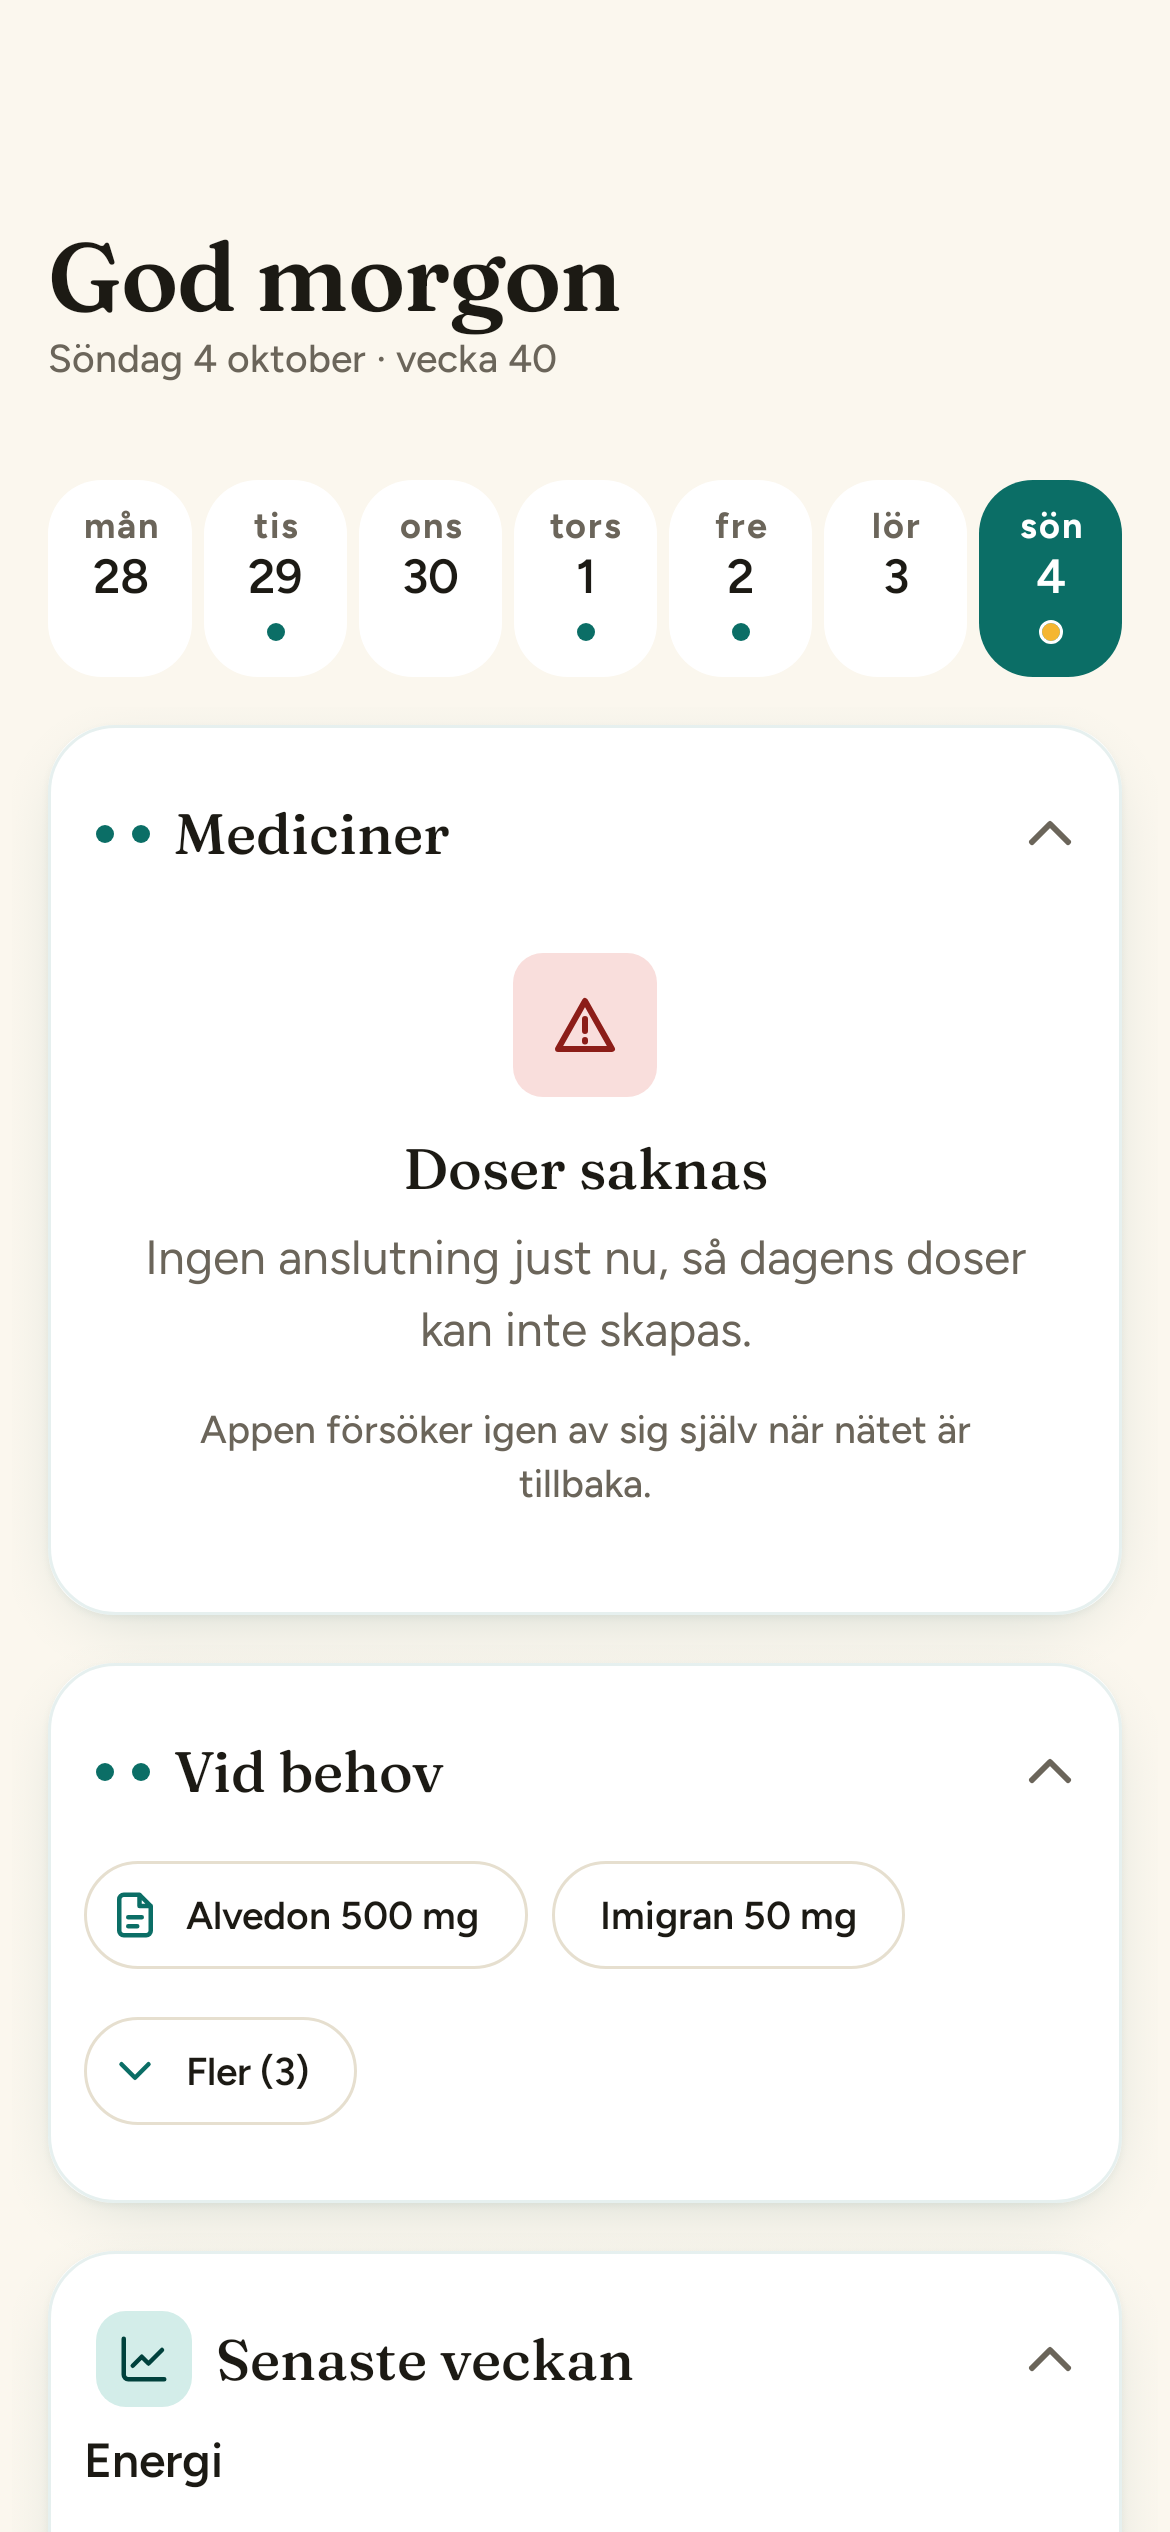 God morgon
Söndag 4 oktober · vecka 40
mån tis ons tors fre lör sön
28 29 30 1 2 3 4
Mediciner
Doser saknas
Ingen anslutning just nu, så dagens doser
kan inte skapas.
Appen försöker igen av sig själv när nätet är
tillbaka.
Vid behov
Alvedon 500 mg Imigran 50 mg
Fler (3)
Senaste veckan
Energi